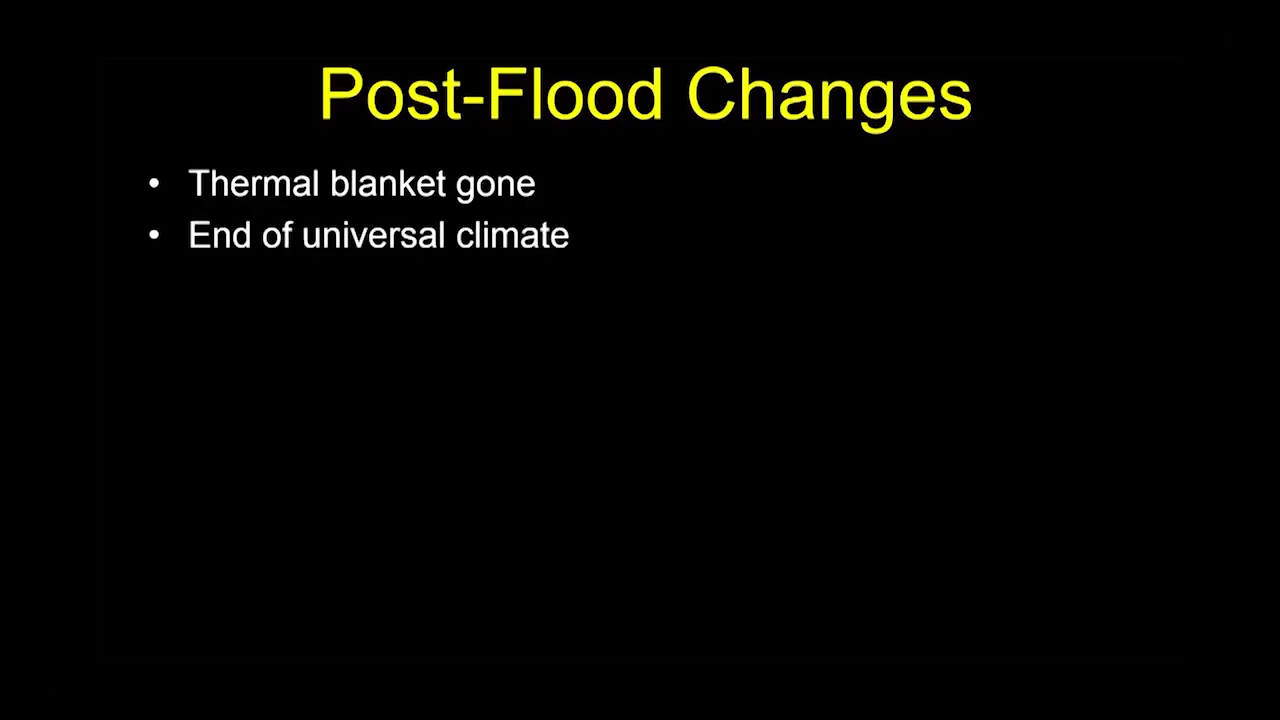 Post-Flood Changes
• Thermal blanket gone
• End of universal climate